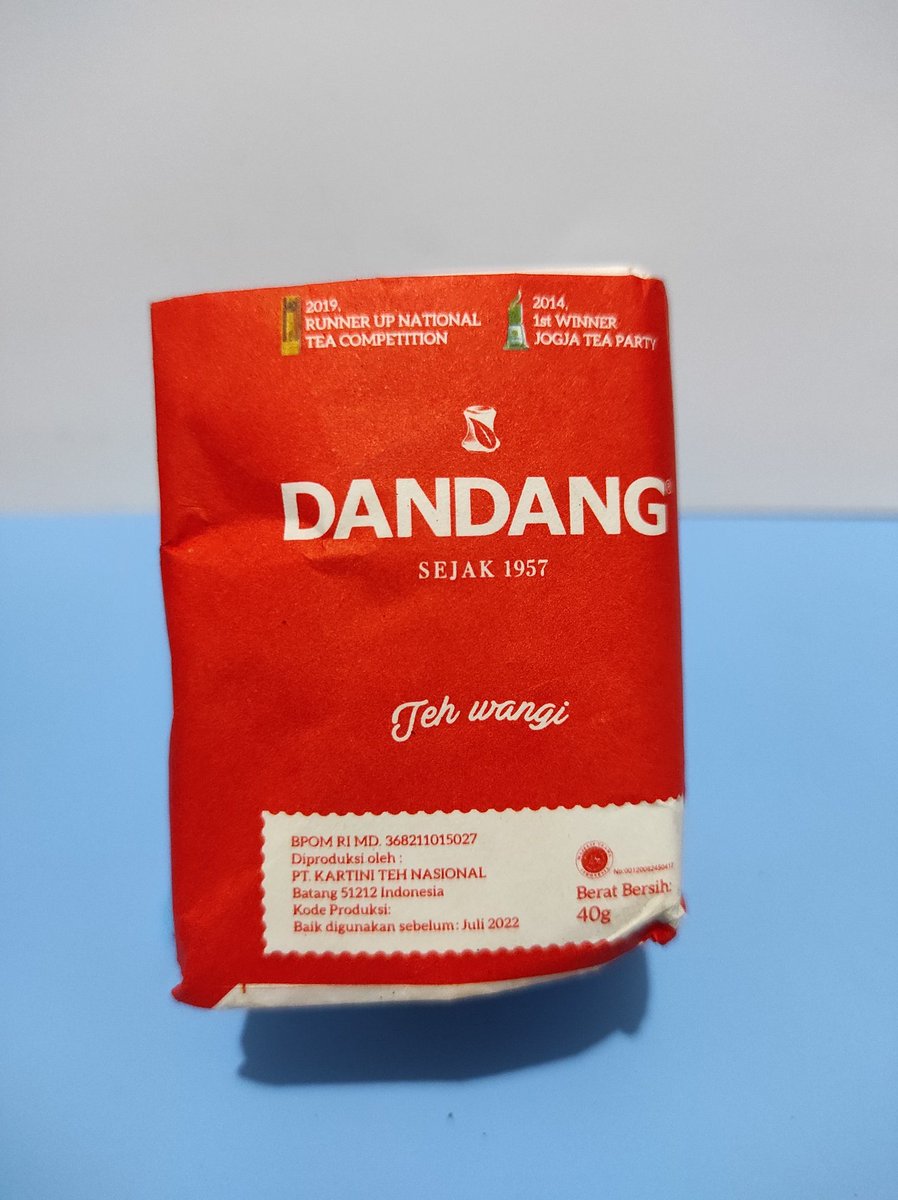 2019,
RUNNER UP NATIONAL
TEA COMPETITION
2014,
1st WINNER
JOGJA TEA PARTY
DANDANG®
SEJAK 1957
Teh wangi
BPOM RI MD. 368211015027
Diproduksi oleh :
PT. KARTINI TEH NASIONAL
Batang 51212 Indonesia
Kode Produksi:
Baik digunakan sebelum: Juli 2022
Berat Bersih:
40g